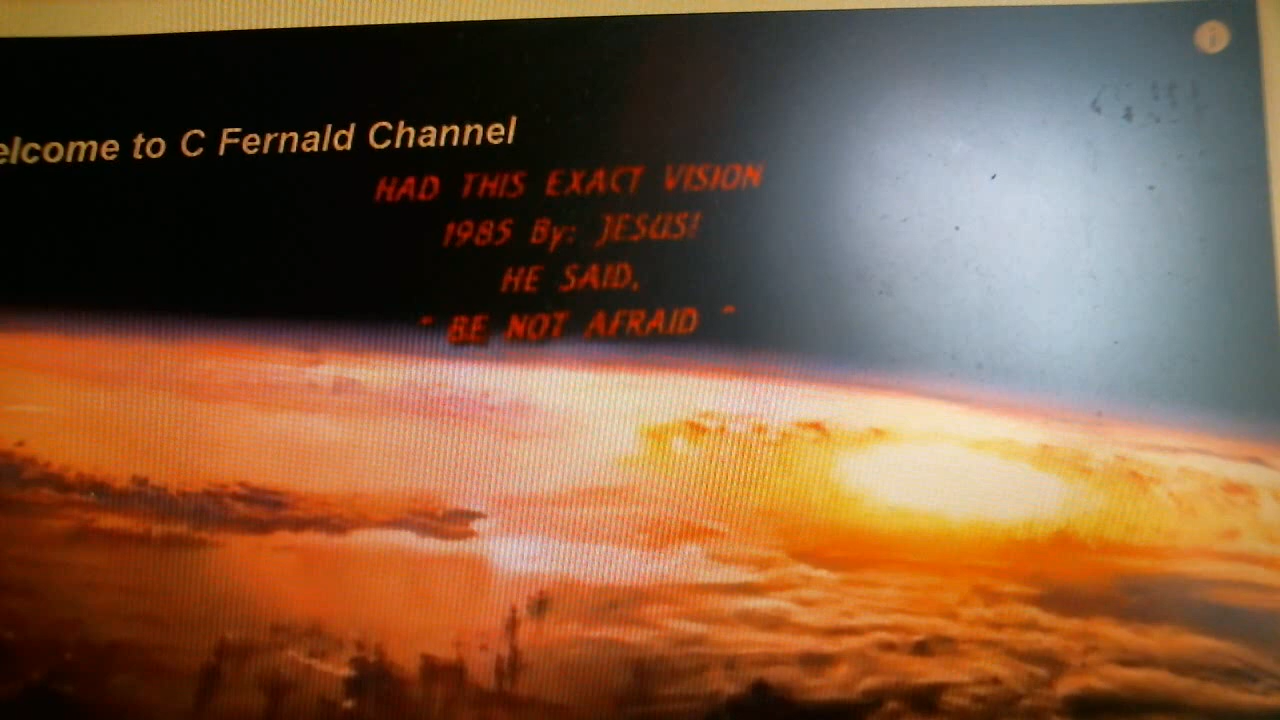 elcome to C Fernald Channel
HAD THIS EXACT VISION
1985 By: JESUS!
HE SAID,
" BE NOT AFRAID "